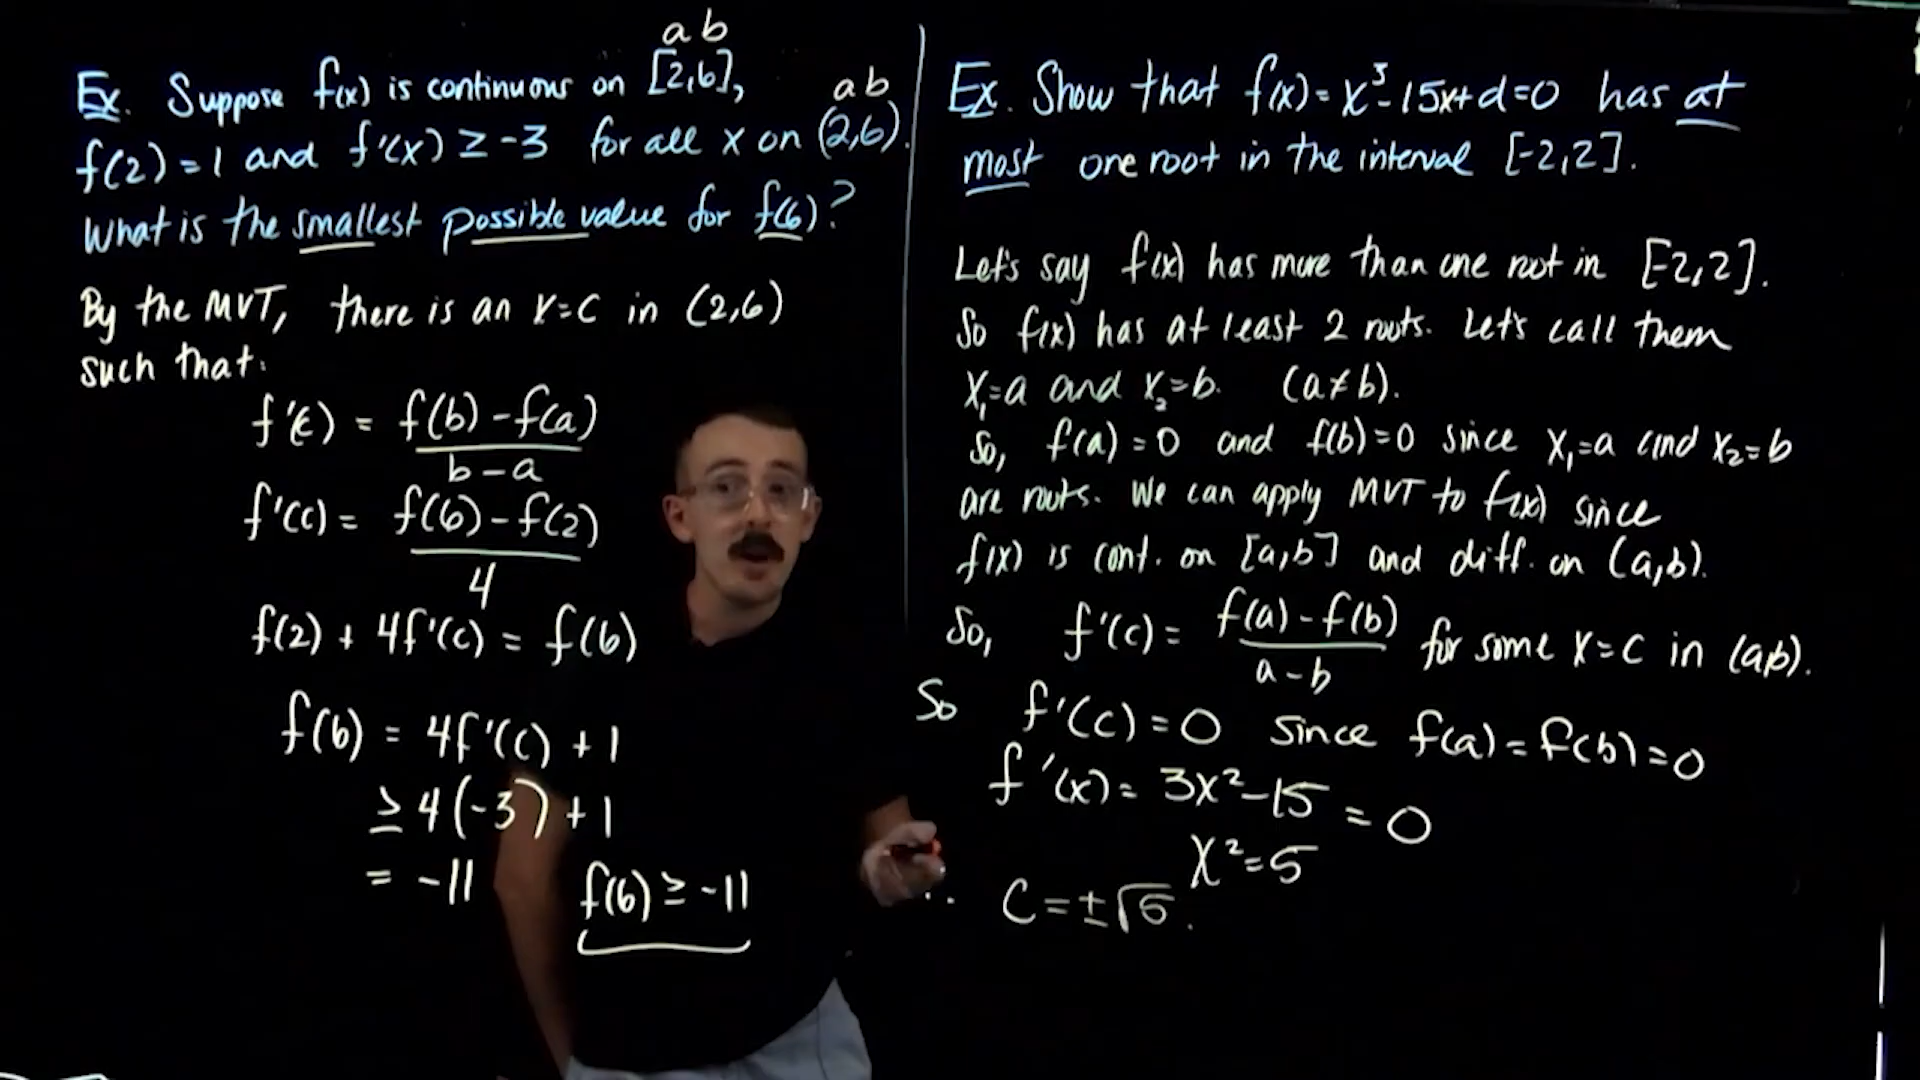 a b
Ex. Suppose f(x) is continuous on [2,6],
a b
f(2)=1 and f'(x) ≥ -3 for all x on (2,6).
What is the smallest possible value for f(6)?
By the MVT, there is an x=c in (2,6)
such that:
f'(c) = f(b)-f(a) / b-a
f'(c) = f(6)-f(2) / 4
f(2) + 4f'(c) = f(6)
f(6) = 4f'(c) + 1
≥ 4(-3) + 1
= -11
f(6) ≥ -11
Ex. Show that f(x)= x³-15x+d=0 has at
most one root in the interval [-2,2].
Let's say f(x) has more than one root in [-2,2].
So f(x) has at least 2 roots. Let's call them
x₁=a and x₂=b. (a≠b).
So, f(a)=0 and f(b)=0 since x₁=a and x₂=b
are roots. We can apply MVT to f(x) since
f(x) is cont. on [a,b] and diff. on (a,b).
So, f'(c) = f(a)-f(b) / a-b for some x=c in (a,b).
So f'(c)=0 since f(a)=f(b)=0
f'(x)= 3x²-15 = 0
x²=5
c=±√5.